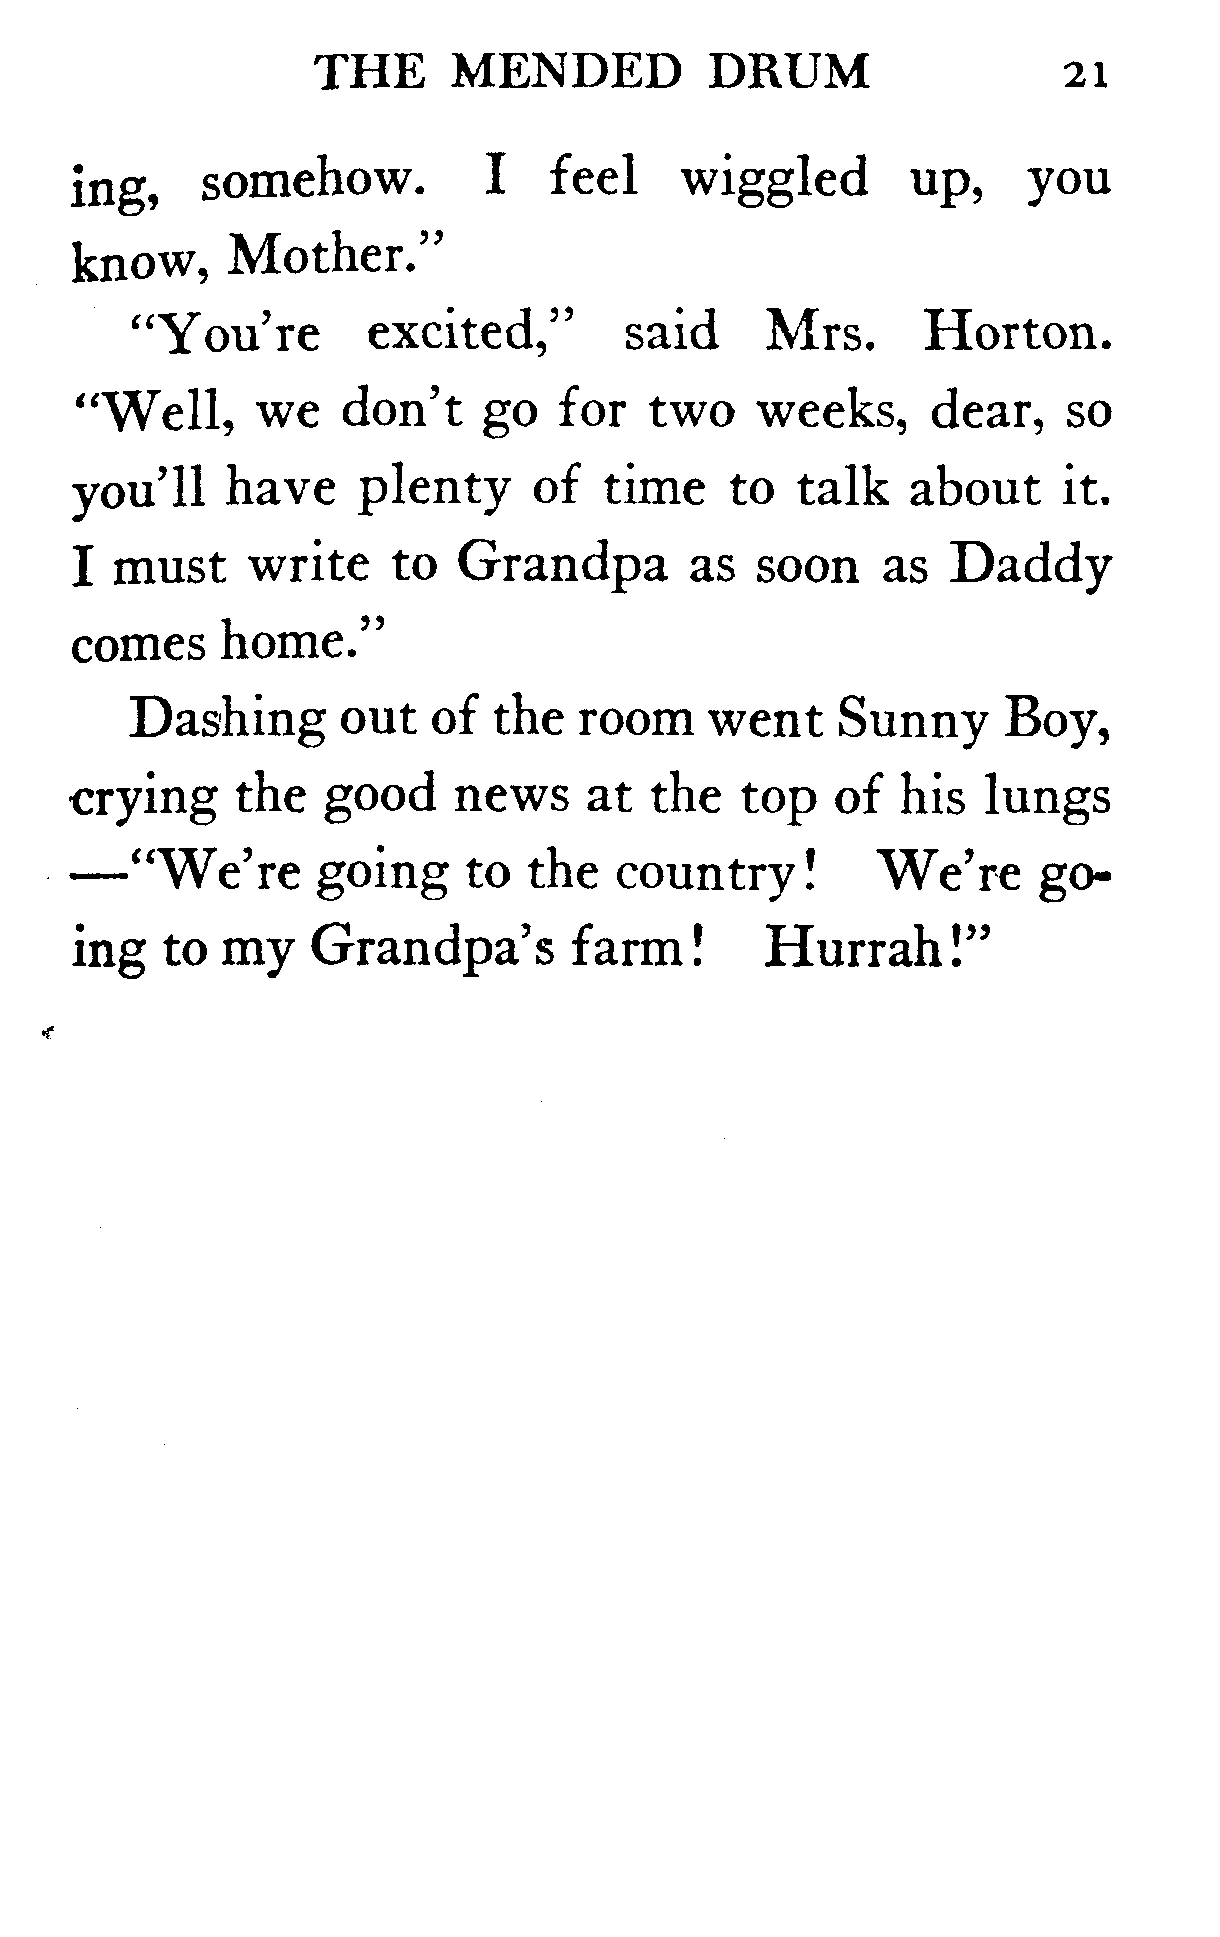 THE MENDED DRUM 21
ing, somehow. I feel wiggled up, you
know, Mother.”
“You’re excited,” said Mrs. Horton.
“Well, we don’t go for two weeks, dear, so
you’ll have plenty of time to talk about it.
I must write to Grandpa as soon as Daddy
comes home.”
Dashing out of the room went Sunny Boy,
crying the good news at the top of his lungs
—“We’re going to the country! We’re go-
ing to my Grandpa’s farm! Hurrah!”